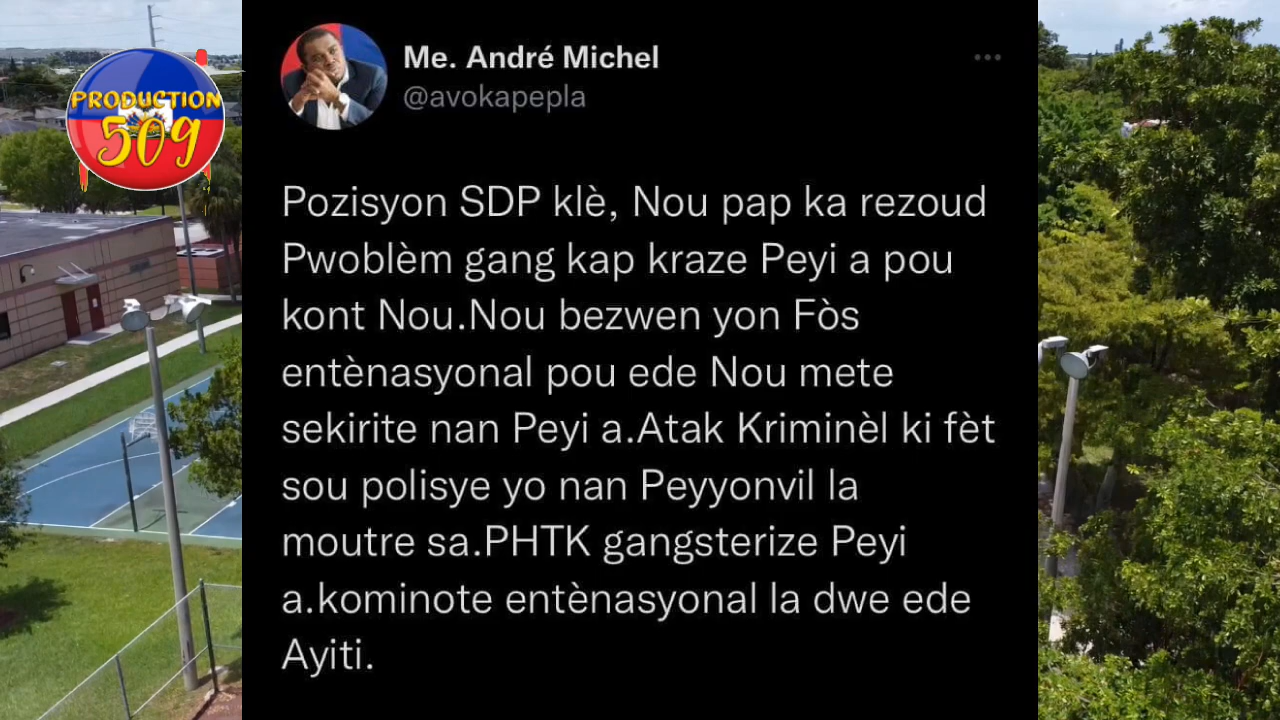 PRODUCTION
509
Me. André Michel
@avokapepla
Pozisyon SDP klè, Nou pap ka rezoud
Pwoblèm gang kap kraze Peyi a pou
kont Nou.Nou bezwen yon Fòs
entènasyonal pou ede Nou mete
sekirite nan Peyi a.Atak Kriminèl ki fèt
sou polisye yo nan Peyyonvil la
moutre sa.PHTK gangsterize Peyi
a.kominote entènasyonal la dwe ede
Ayiti.